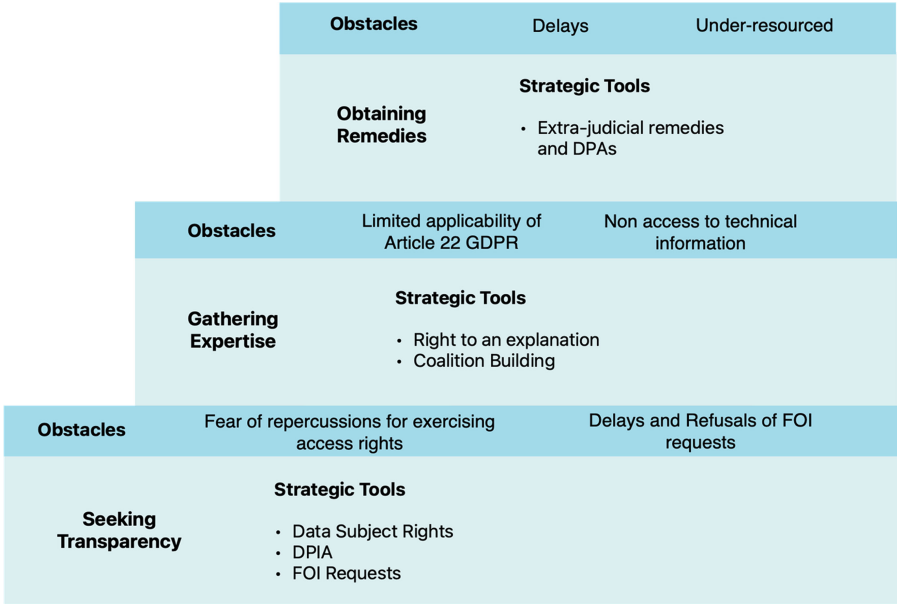 Obstacles Delays Under-resourced
Strategic Tools
Obtaining
Remedies
• Extra-judicial remedies
and DPAs
Obstacles
Limited applicability of
Article 22 GDPR
Non access to technical
information
Strategic Tools
Gathering
Expertise
• Right to an explanation
• Coalition Building
Obstacles
Fear of repercussions for exercising
access rights
Delays and Refusals of FOI
requests
Strategic Tools
Seeking
Transparency
• Data Subject Rights
• DPIA
• FOI Requests